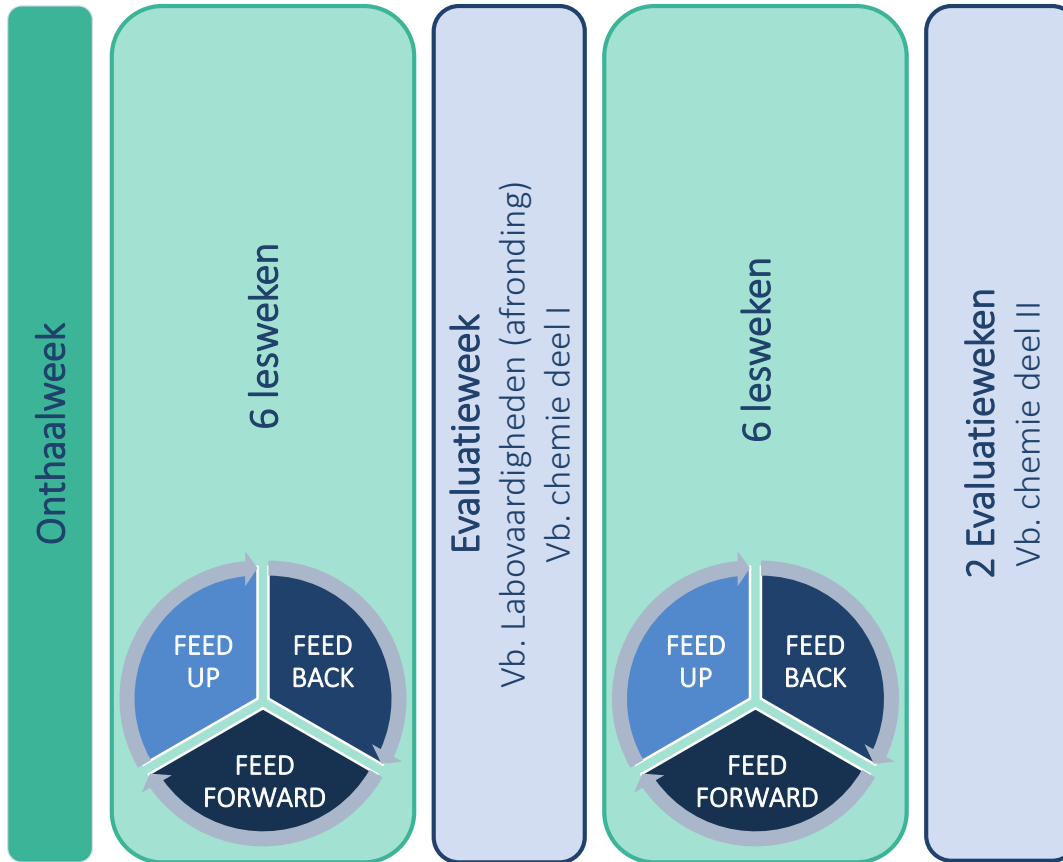 Onthaalweek
6 lesweken
FEED
UP
FEED
BACK
FEED
FORWARD
Evaluatieweek
Vb. Labovaardigheden (afronding)
Vb. chemie deel I
6 lesweken
FEED
UP
FEED
BACK
FEED
FORWARD
2 Evaluatieweken
Vb. chemie deel II